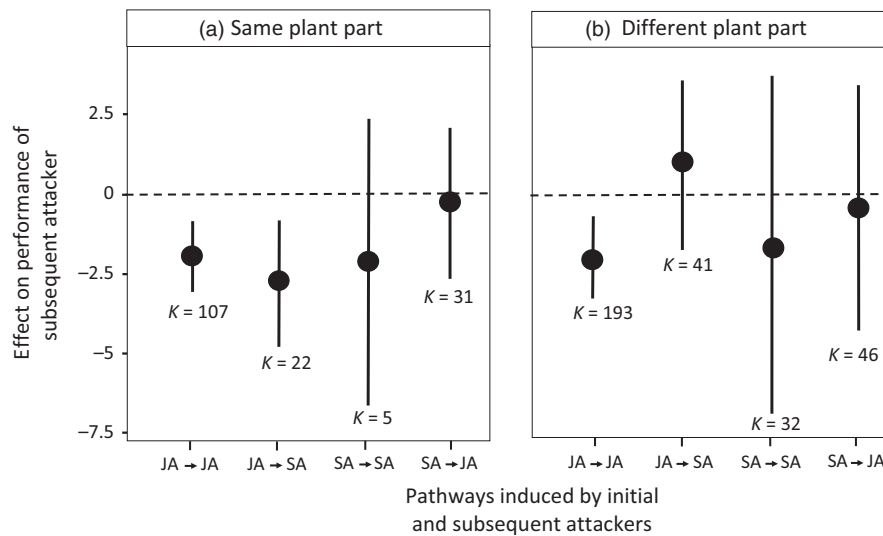 (a) Same plant part
(b) Different plant part
Effect on performance of
subsequent attacker
2.5
0
−2.5
−5
−7.5
K = 107
K = 22
K = 5
K = 31
K = 193
K = 41
K = 32
K = 46
JA → JA
JA → SA
SA → SA
SA → JA
JA → JA
JA → SA
SA → SA
SA → JA
Pathways induced by initial
and subsequent attackers